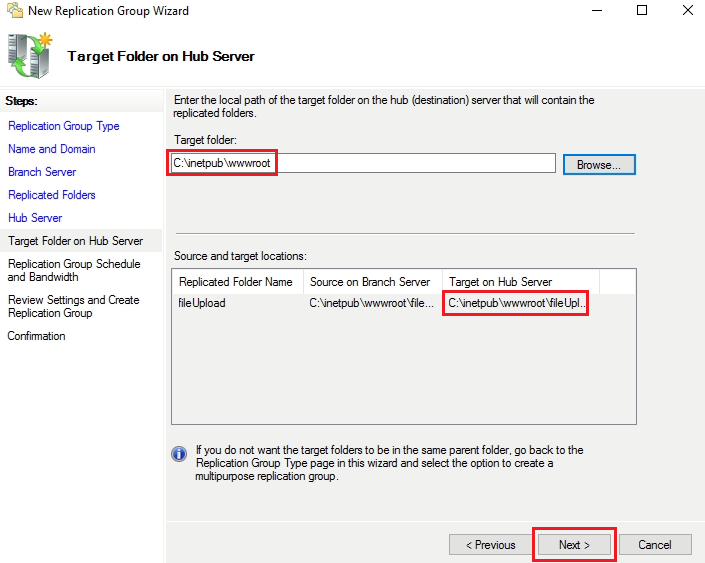 New Replication Group Wizard
Target Folder on Hub Server
Steps:
Replication Group Type
Name and Domain
Branch Server
Replicated Folders
Hub Server
Target Folder on Hub Server
Replication Group Schedule
and Bandwidth
Review Settings and Create
Replication Group
Confirmation
Enter the local path of the target folder on the hub (destination) server that will contain the
replicated folders.
Target folder:
C:\inetpub\wwwroot
Browse...
Source and target locations:
Replicated Folder Name Source on Branch Server Target on Hub Server
fileUpload C:\inetpub\wwwroot\file... C:\inetpub\wwwroot\fileUpl...
If you do not want the target folders to be in the same parent folder, go back to the
Replication Group Type page in this wizard and select the option to create a
multipurpose replication group.
< Previous Next > Cancel